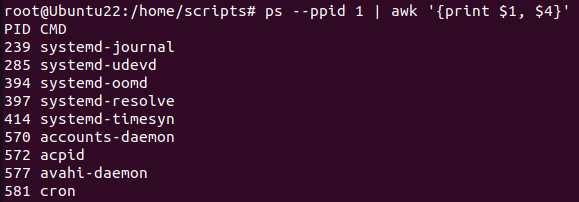 root@Ubuntu22:/home/scripts# ps --ppid 1 | awk '{print $1, $4}'
PID CMD
239 systemd-journal
285 systemd-udevd
394 systemd-oomd
397 systemd-resolve
414 systemd-timesyn
570 accounts-daemon
572 acpid
577 avahi-daemon
581 cron